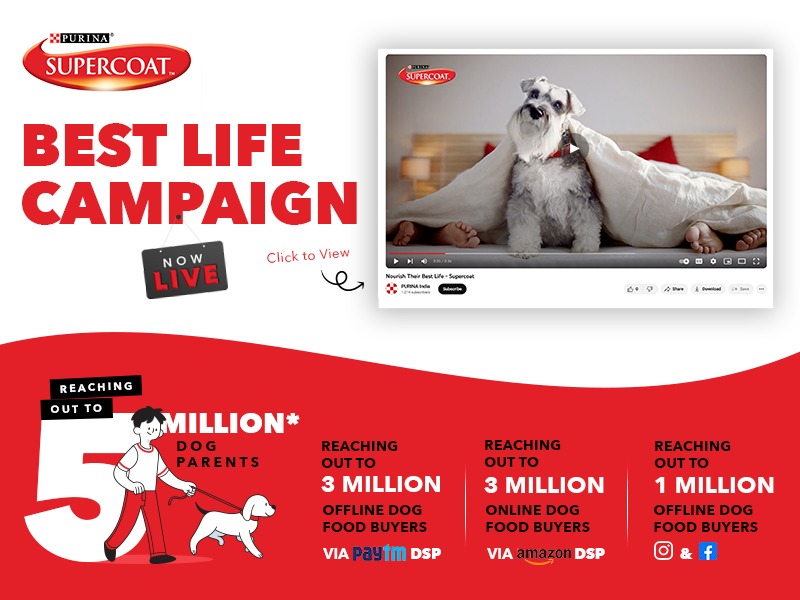 PURINA®
SUPERCOAT™
BEST LIFE
CAMPAIGN
NOW
LIVE
Click to View
PURINA
SUPERCOAT
Nourish Their Best Life - Supercoat
PURINA India
Subscribe
0
Share
Download
Save
REACHING
OUT TO
5 MILLION*
DOG
PARENTS
REACHING
OUT TO
3 MILLION
OFFLINE DOG
FOOD BUYERS
VIA paytm DSP
REACHING
OUT TO
3 MILLION
ONLINE DOG
FOOD BUYERS
VIA amazon DSP
REACHING
OUT TO
1 MILLION
OFFLINE DOG
FOOD BUYERS
&